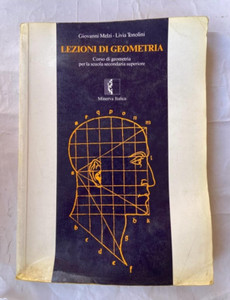 Giovanni Melzi - Livia Tonolini
LEZIONI DI GEOMETRIA
Corso di geometria
per la scuola secondaria superiore
Minerva Italica
a r q p o n m